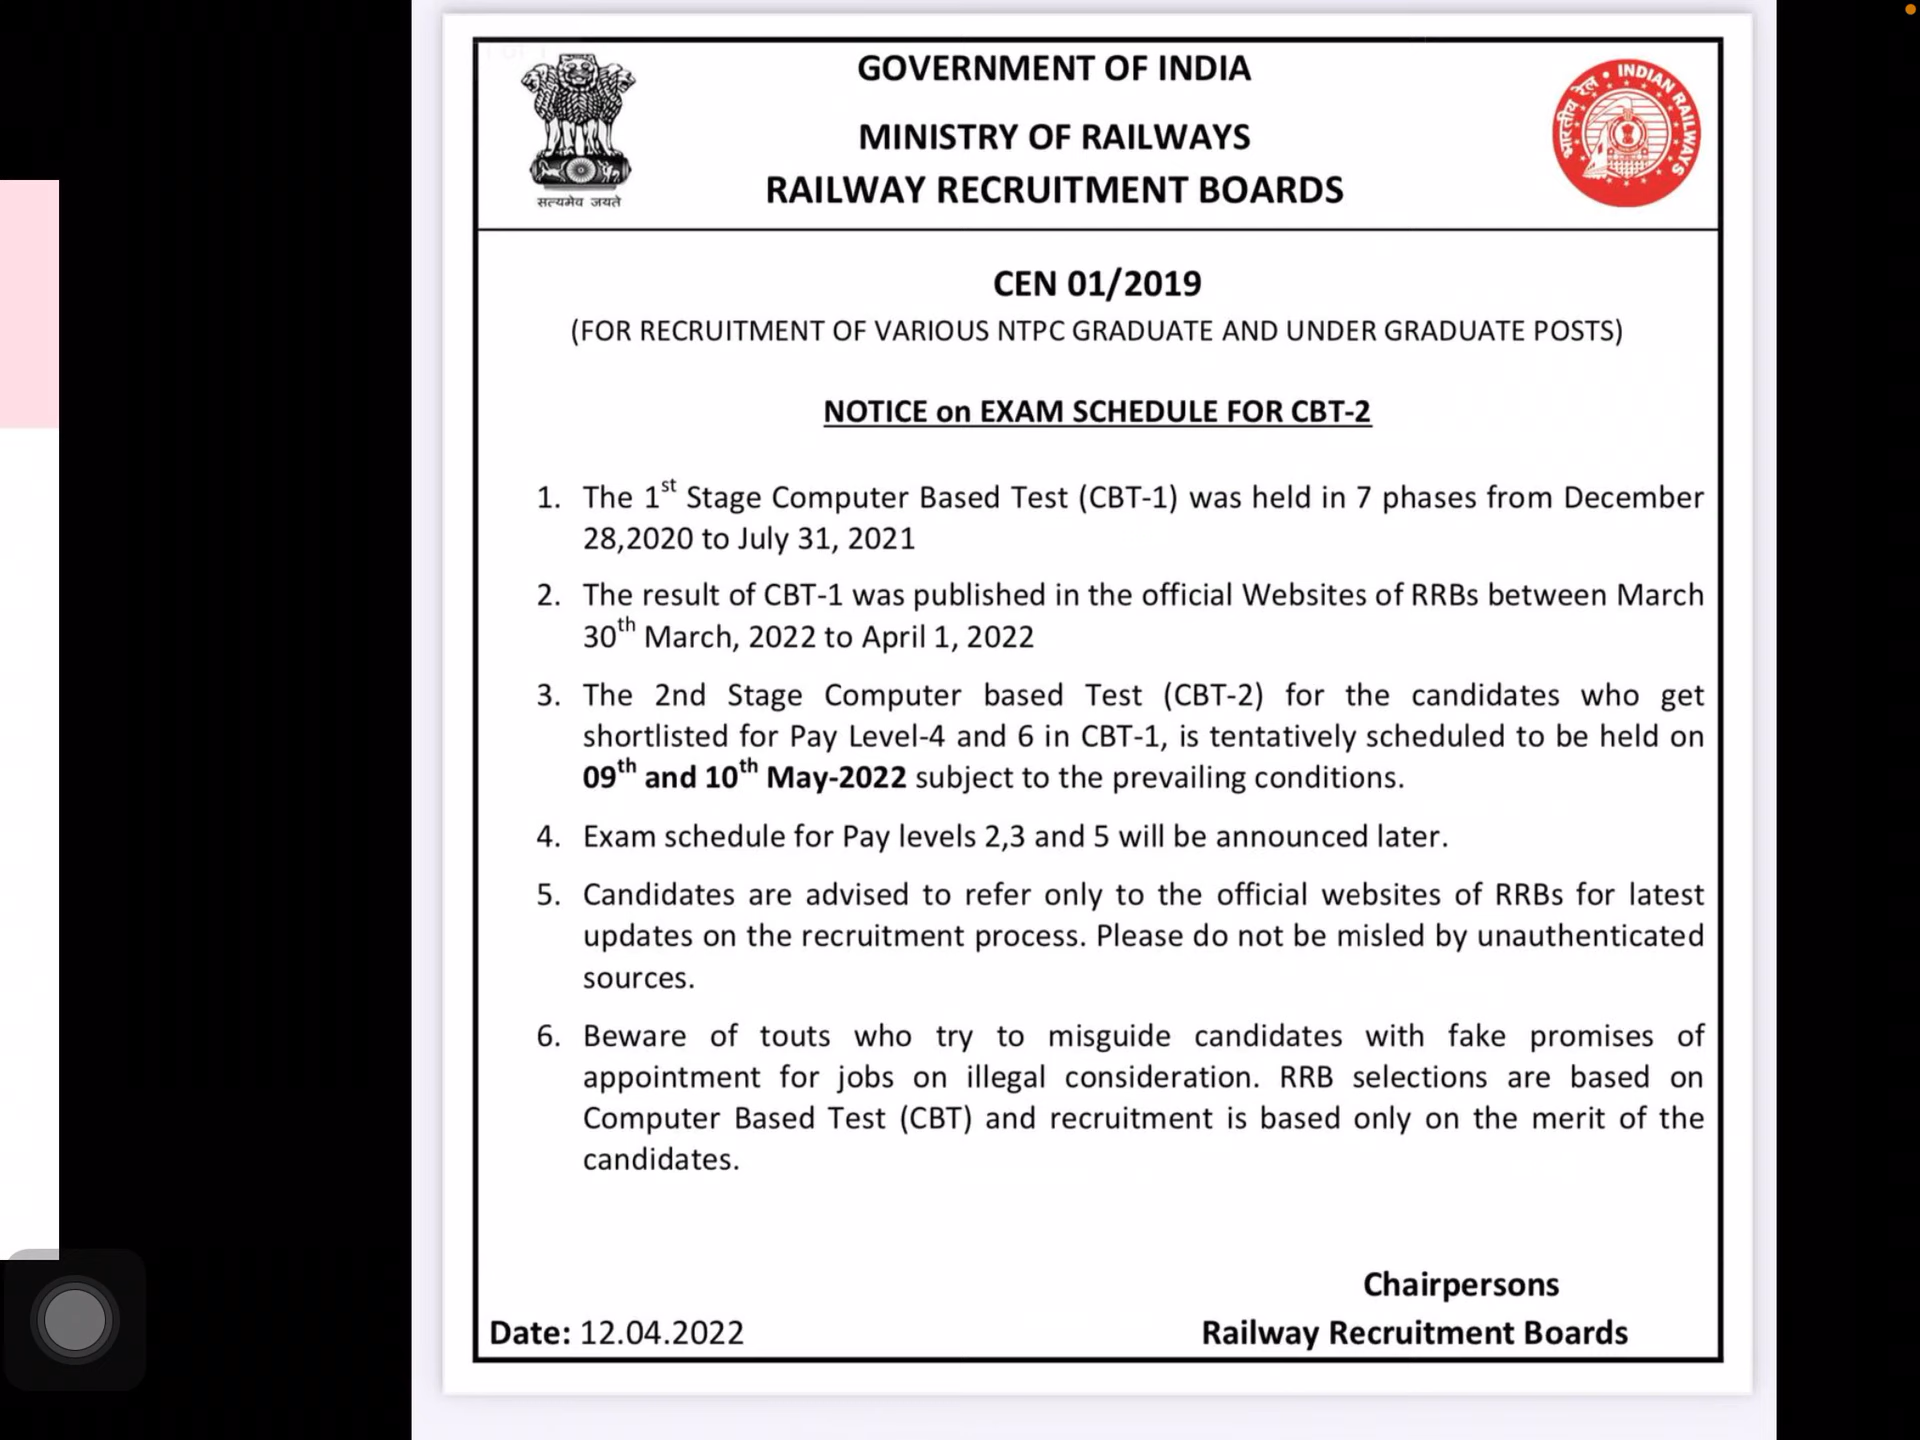 GOVERNMENT OF INDIA
MINISTRY OF RAILWAYS
RAILWAY RECRUITMENT BOARDS
सत्यमेव जयते
भारतीय रेल • INDIAN RAILWAYS
CEN 01/2019
(FOR RECRUITMENT OF VARIOUS NTPC GRADUATE AND UNDER GRADUATE POSTS)
NOTICE on EXAM SCHEDULE FOR CBT-2
1. The 1st Stage Computer Based Test (CBT-1) was held in 7 phases from December
28,2020 to July 31, 2021
2. The result of CBT-1 was published in the official Websites of RRBs between March
30th March, 2022 to April 1, 2022
3. The 2nd Stage Computer based Test (CBT-2) for the candidates who get
shortlisted for Pay Level-4 and 6 in CBT-1, is tentatively scheduled to be held on
09th and 10th May-2022 subject to the prevailing conditions.
4. Exam schedule for Pay levels 2,3 and 5 will be announced later.
5. Candidates are advised to refer only to the official websites of RRBs for latest
updates on the recruitment process. Please do not be misled by unauthenticated
sources.
6. Beware of touts who try to misguide candidates with fake promises of
appointment for jobs on illegal consideration. RRB selections are based on
Computer Based Test (CBT) and recruitment is based only on the merit of the
candidates.
Chairpersons
Date: 12.04.2022 Railway Recruitment Boards